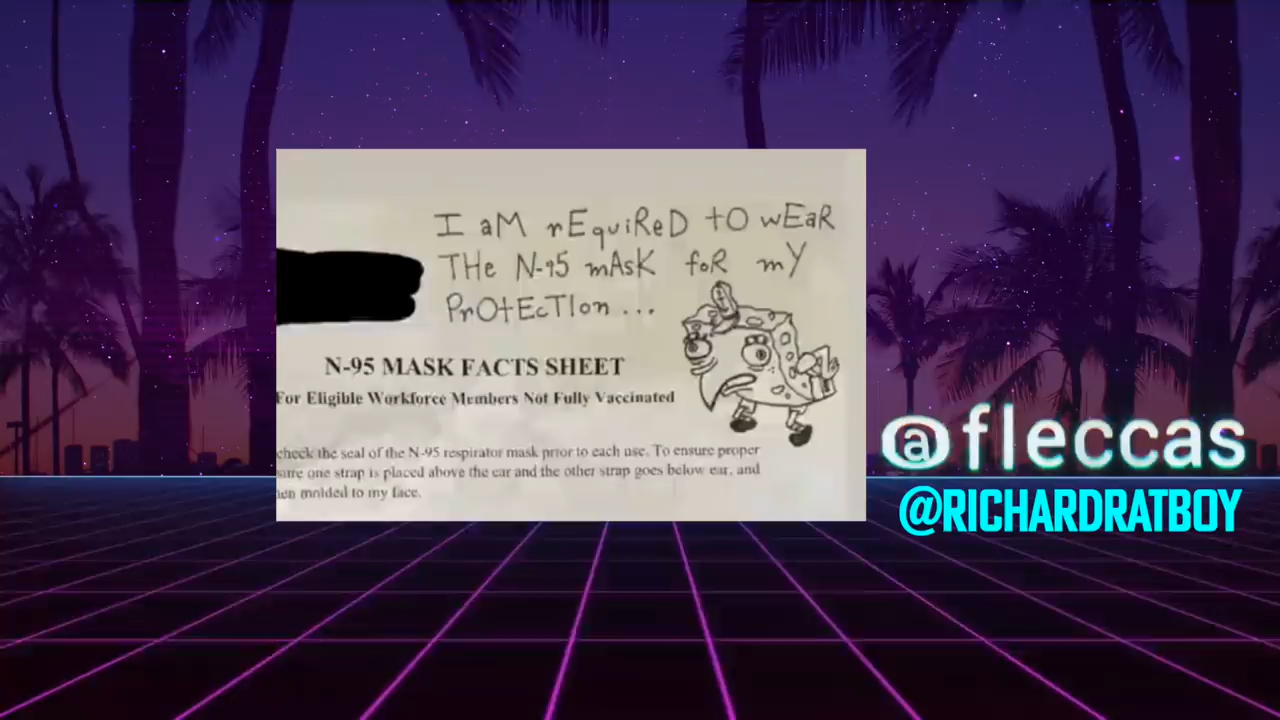 I aM rEquiReD tO wEaR
THe N-95 mAsK foR mY
PrOtEcTIon...
N-95 MASK FACTS SHEET
For Eligible Workforce Members Not Fully Vaccinated
check the seal of the N-95 respirator mask prior to each use. To ensure proper
sure one strap is placed above the ear and the other strap goes below ear, and
en molded to my face.
@fleccas
@RICHARDRATBOY